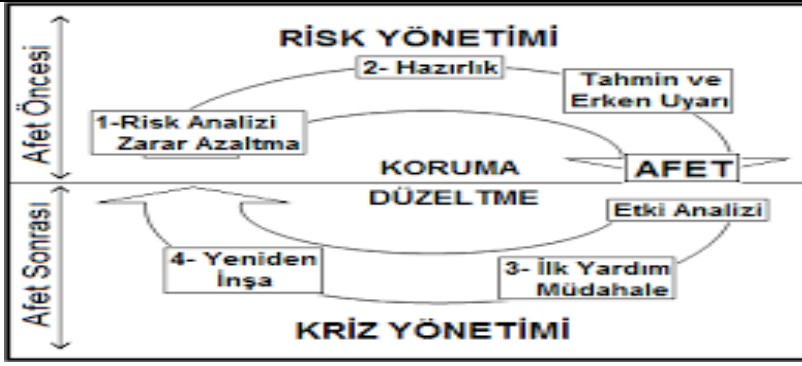 Afet Öncesi
RİSK YÖNETİMİ
2- Hazırlık
Tahmin ve
Erken Uyarı
1-Risk Analizi
Zarar Azaltma
KORUMA
AFET
Afet Sonrası
DÜZELTME
Etki Analizi
4- Yeniden
İnşa
3- İlk Yardım
Müdahale
KRİZ YÖNETİMİ